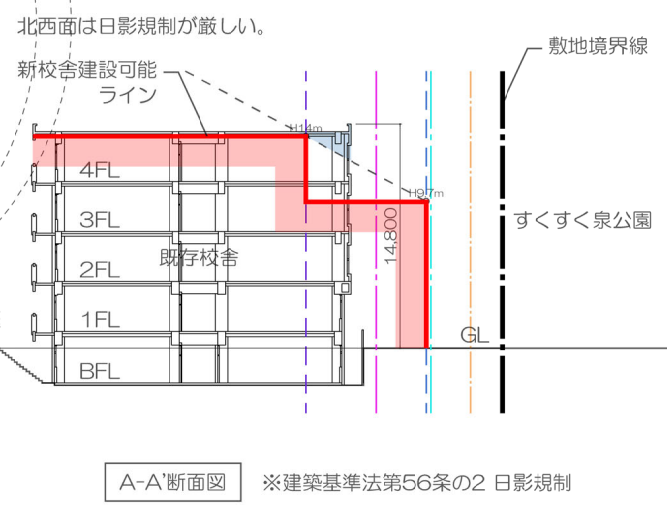 北西面は日影規制が厳しい。
敷地境界線
新校舎建設可能
ライン
H14m
4FL
H9.7m
3FL
14,800
すくすく泉公園
既存校舎
2FL
1FL
GL
BFL
A-A'断面図
※建築基準法第56条の2 日影規制